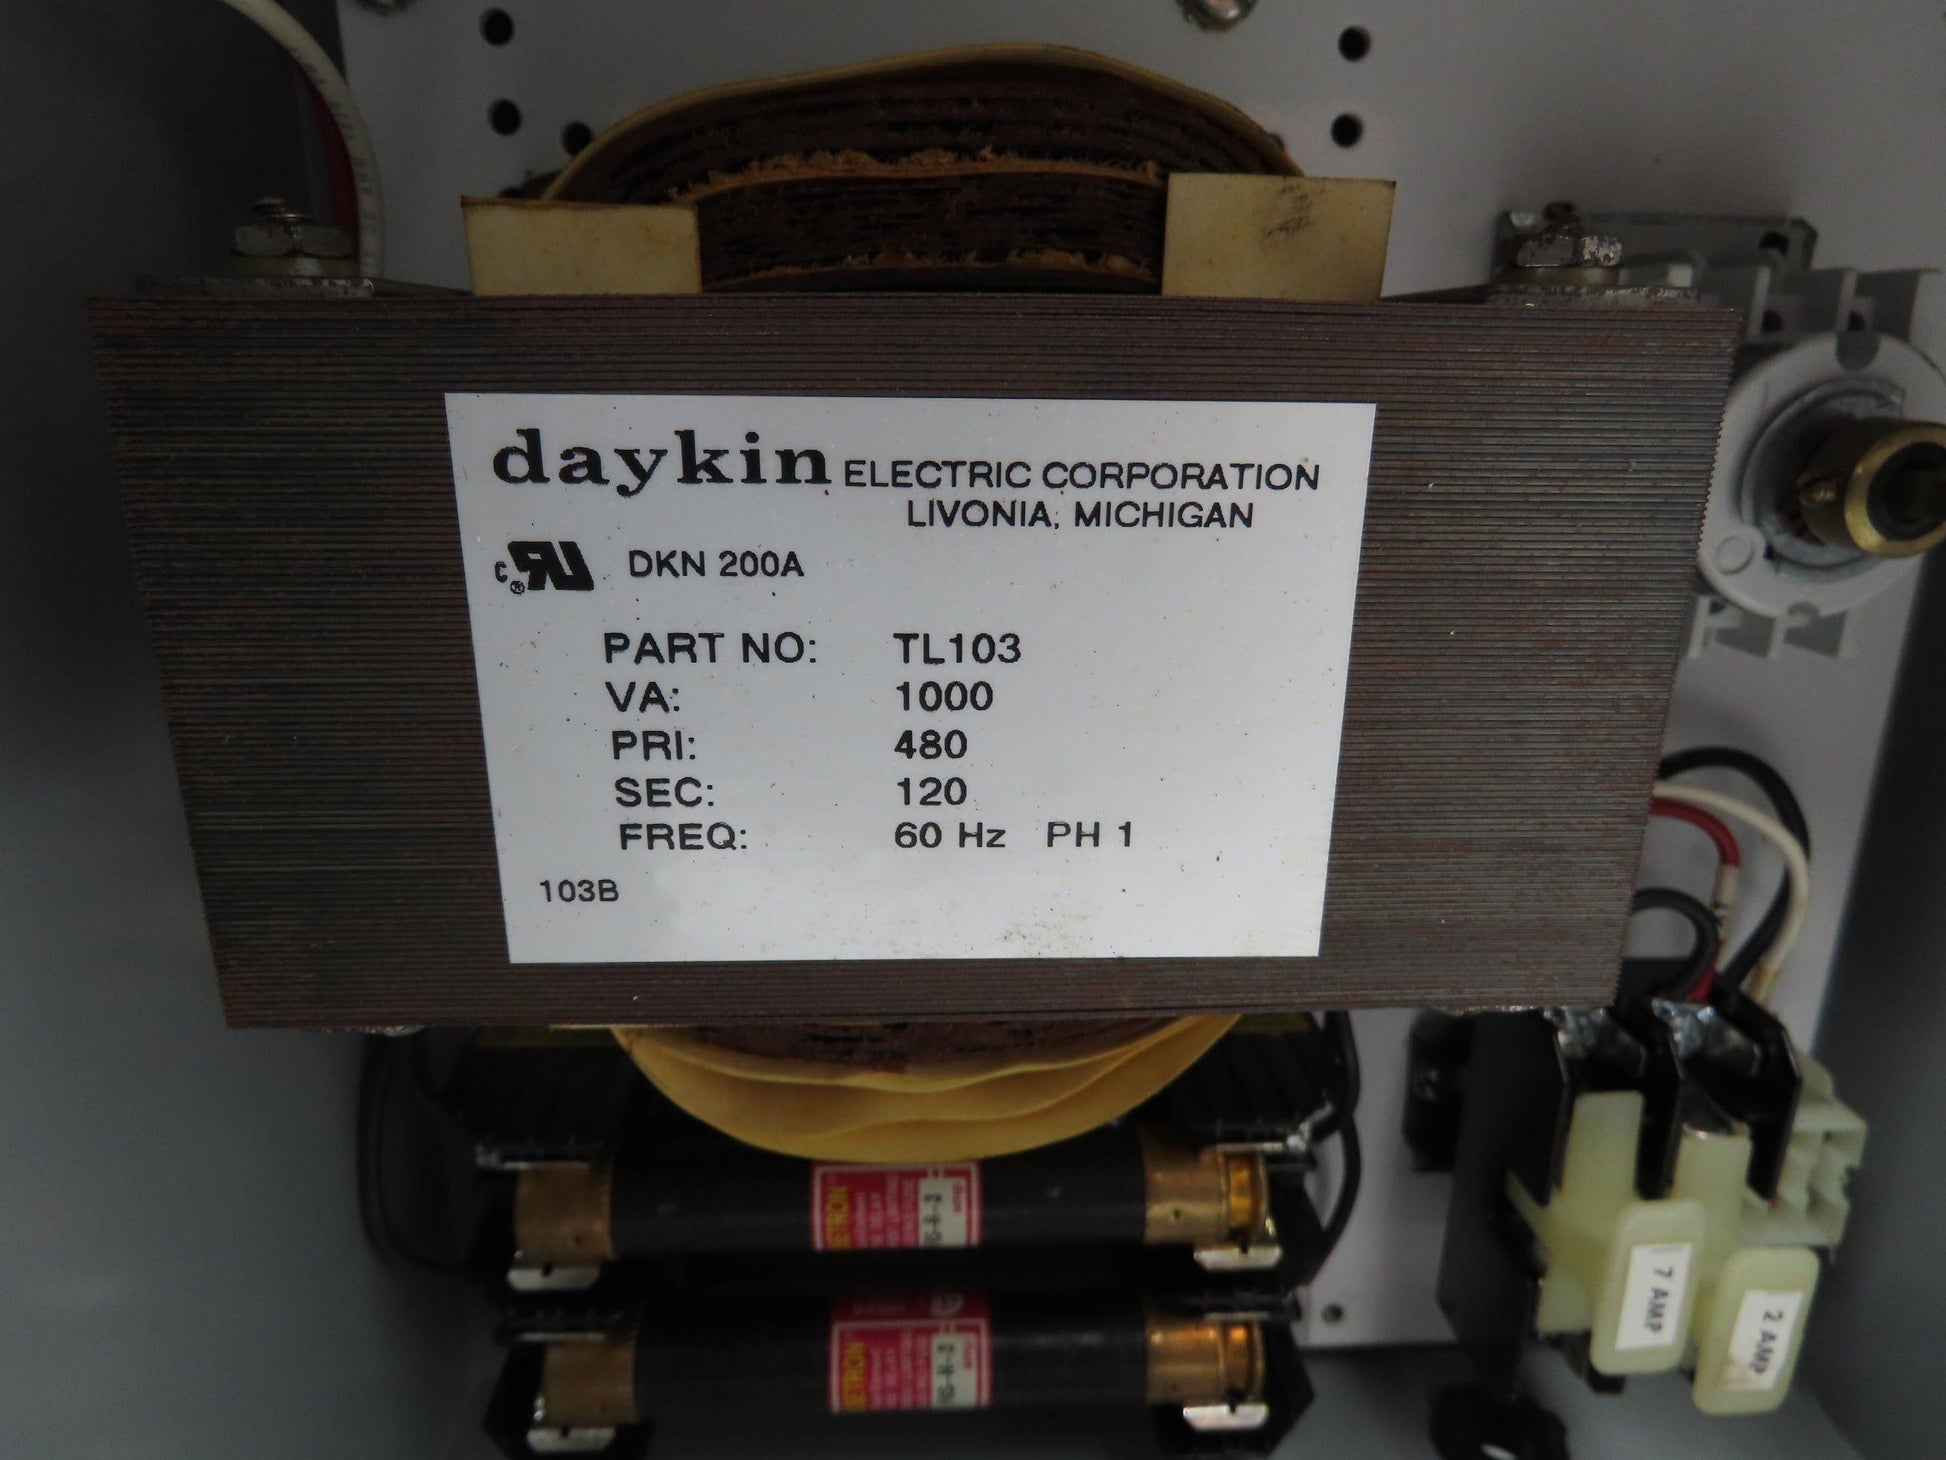 daykin ELECTRIC CORPORATION
LIVONIA, MICHIGAN
c RU DKN 200A
PART NO: TL103
VA: 1000
PRI: 480
SEC: 120
FREQ: 60 Hz PH 1
103B
7 AMP
2 AMP